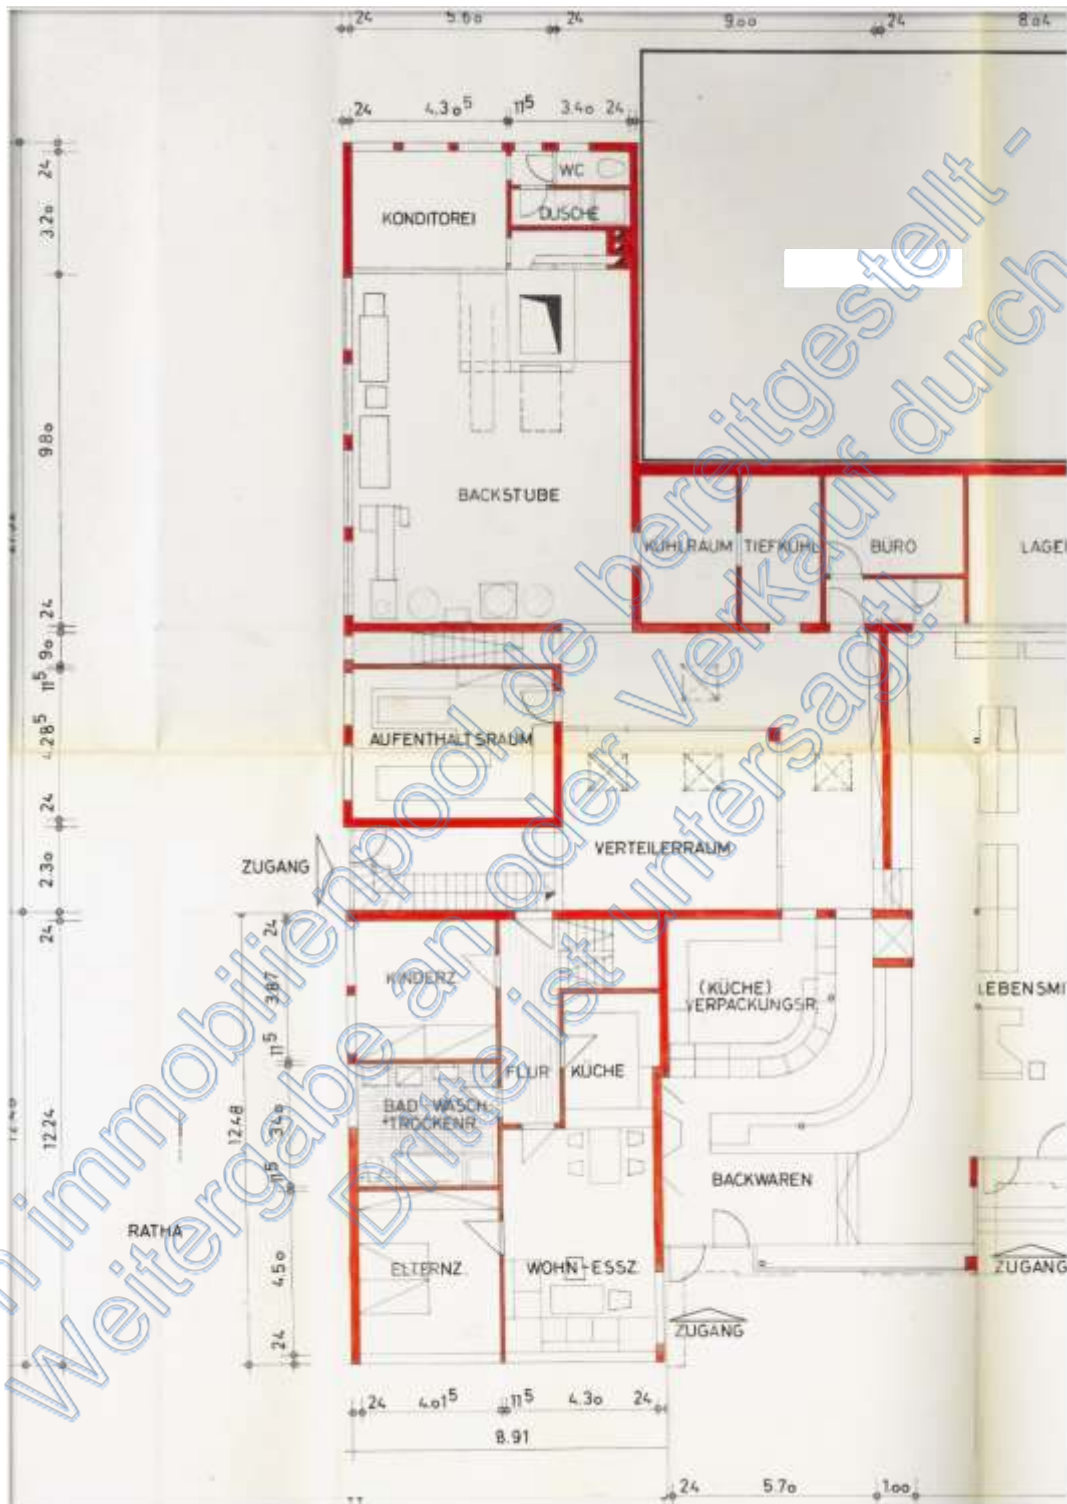 24 5.60 24 9.00 24 8.04
24 4.30⁵ 11⁵ 3.40 24
WC
DUSCHE
KONDITOREI
24
3.20
9.80
BACKSTUBE
KÜHLRAUM TIEFKÜHL BÜRO LAGE
24
90
11⁵
4.28⁵
AUFENTHALTSRAUM
24
VERTEILERRAUM
ZUGANG
2.30
24
24
KINDERZ.
3.87
(KÜCHE)
VERPACKUNGSR.
LEBENSMI
11⁵
FLUR KÜCHE
BAD WASCH
+TROCKENR.
12.48
3.40
12.24
11⁵
BACKWAREN
RATHA
ELTERNZ. WOHN-ESSZ.
4.50
ZUGANG
24
ZUGANG
24 4.01⁵ 11⁵ 4.30 24
8.91
24 5.70 1.00
n immobilienpool.de bereitgestellt -
Weitergabe an oder Verkauf durch
Dritte ist untersagt!